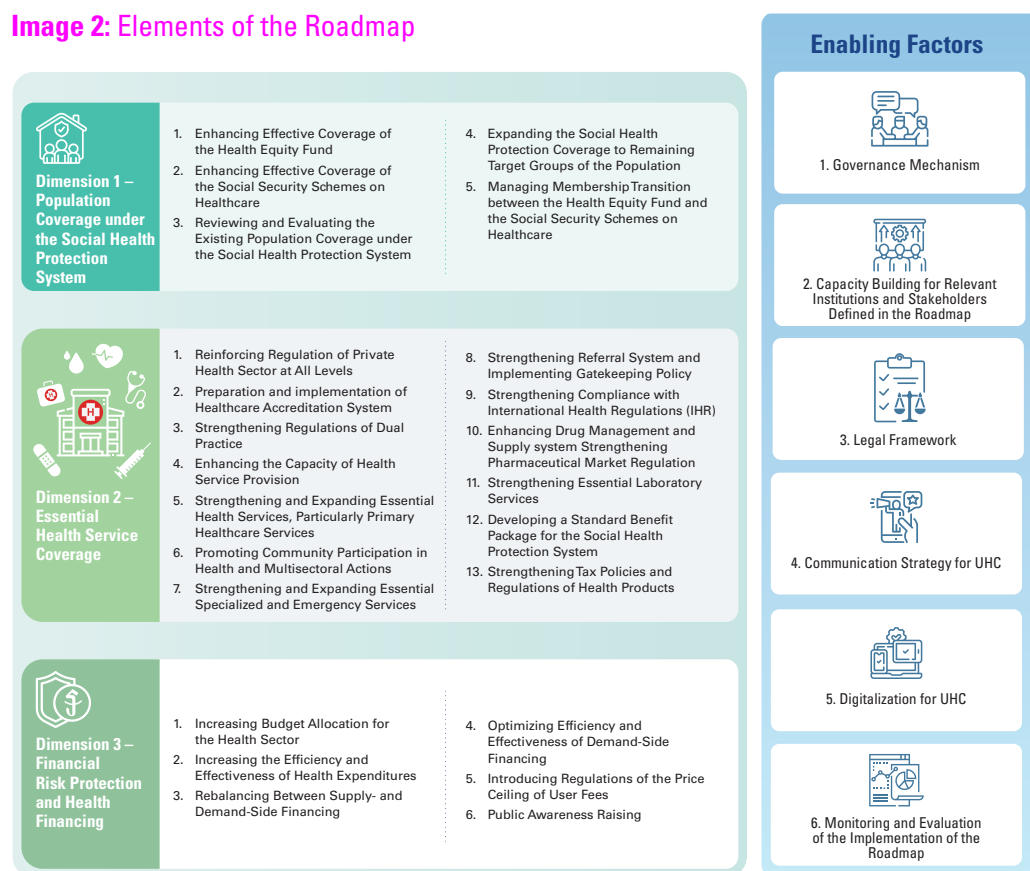 Image 2: Elements of the Roadmap
Dimension 1 –
Population
Coverage under
the Social Health
Protection
System
1. Enhancing Effective Coverage of
the Health Equity Fund
2. Enhancing Effective Coverage of
the Social Security Schemes on
Healthcare
3. Reviewing and Evaluating the
Existing Population Coverage under
the Social Health Protection System
4. Expanding the Social Health
Protection Coverage to Remaining
Target Groups of the Population
5. Managing Membership Transition
between the Health Equity Fund and
the Social Security Schemes on
Healthcare
H
H
Dimension 2 –
Essential
Health Service
Coverage
1. Reinforcing Regulation of Private
Health Sector at All Levels
2. Preparation and implementation of
Healthcare Accreditation System
3. Strengthening Regulations of Dual
Practice
4. Enhancing the Capacity of Health
Service Provision
5. Strengthening and Expanding Essential
Health Services, Particularly Primary
Healthcare Services
6. Promoting Community Participation in
Health and Multisectoral Actions
7. Strengthening and Expanding Essential
Specialized and Emergency Services
8. Strengthening Referral System and
Implementing Gatekeeping Policy
9. Strengthening Compliance with
International Health Regulations (IHR)
10. Enhancing Drug Management and
Supply system Strengthening
Pharmaceutical Market Regulation
11. Strengthening Essential Laboratory
Services
12. Developing a Standard Benefit
Package for the Social Health
Protection System
13. Strengthening Tax Policies and
Regulations of Health Products
Dimension 3 –
Financial
Risk Protection
and Health
Financing
1. Increasing Budget Allocation for
the Health Sector
2. Increasing the Efficiency and
Effectiveness of Health Expenditures
3. Rebalancing Between Supply- and
Demand-Side Financing
4. Optimizing Efficiency and
Effectiveness of Demand-Side
Financing
5. Introducing Regulations of the Price
Ceiling of User Fees
6. Public Awareness Raising
Enabling Factors
1. Governance Mechanism
2. Capacity Building for Relevant
Institutions and Stakeholders
Defined in the Roadmap
3. Legal Framework
4. Communication Strategy for UHC
5. Digitalization for UHC
6. Monitoring and Evaluation
of the Implementation of the
Roadmap